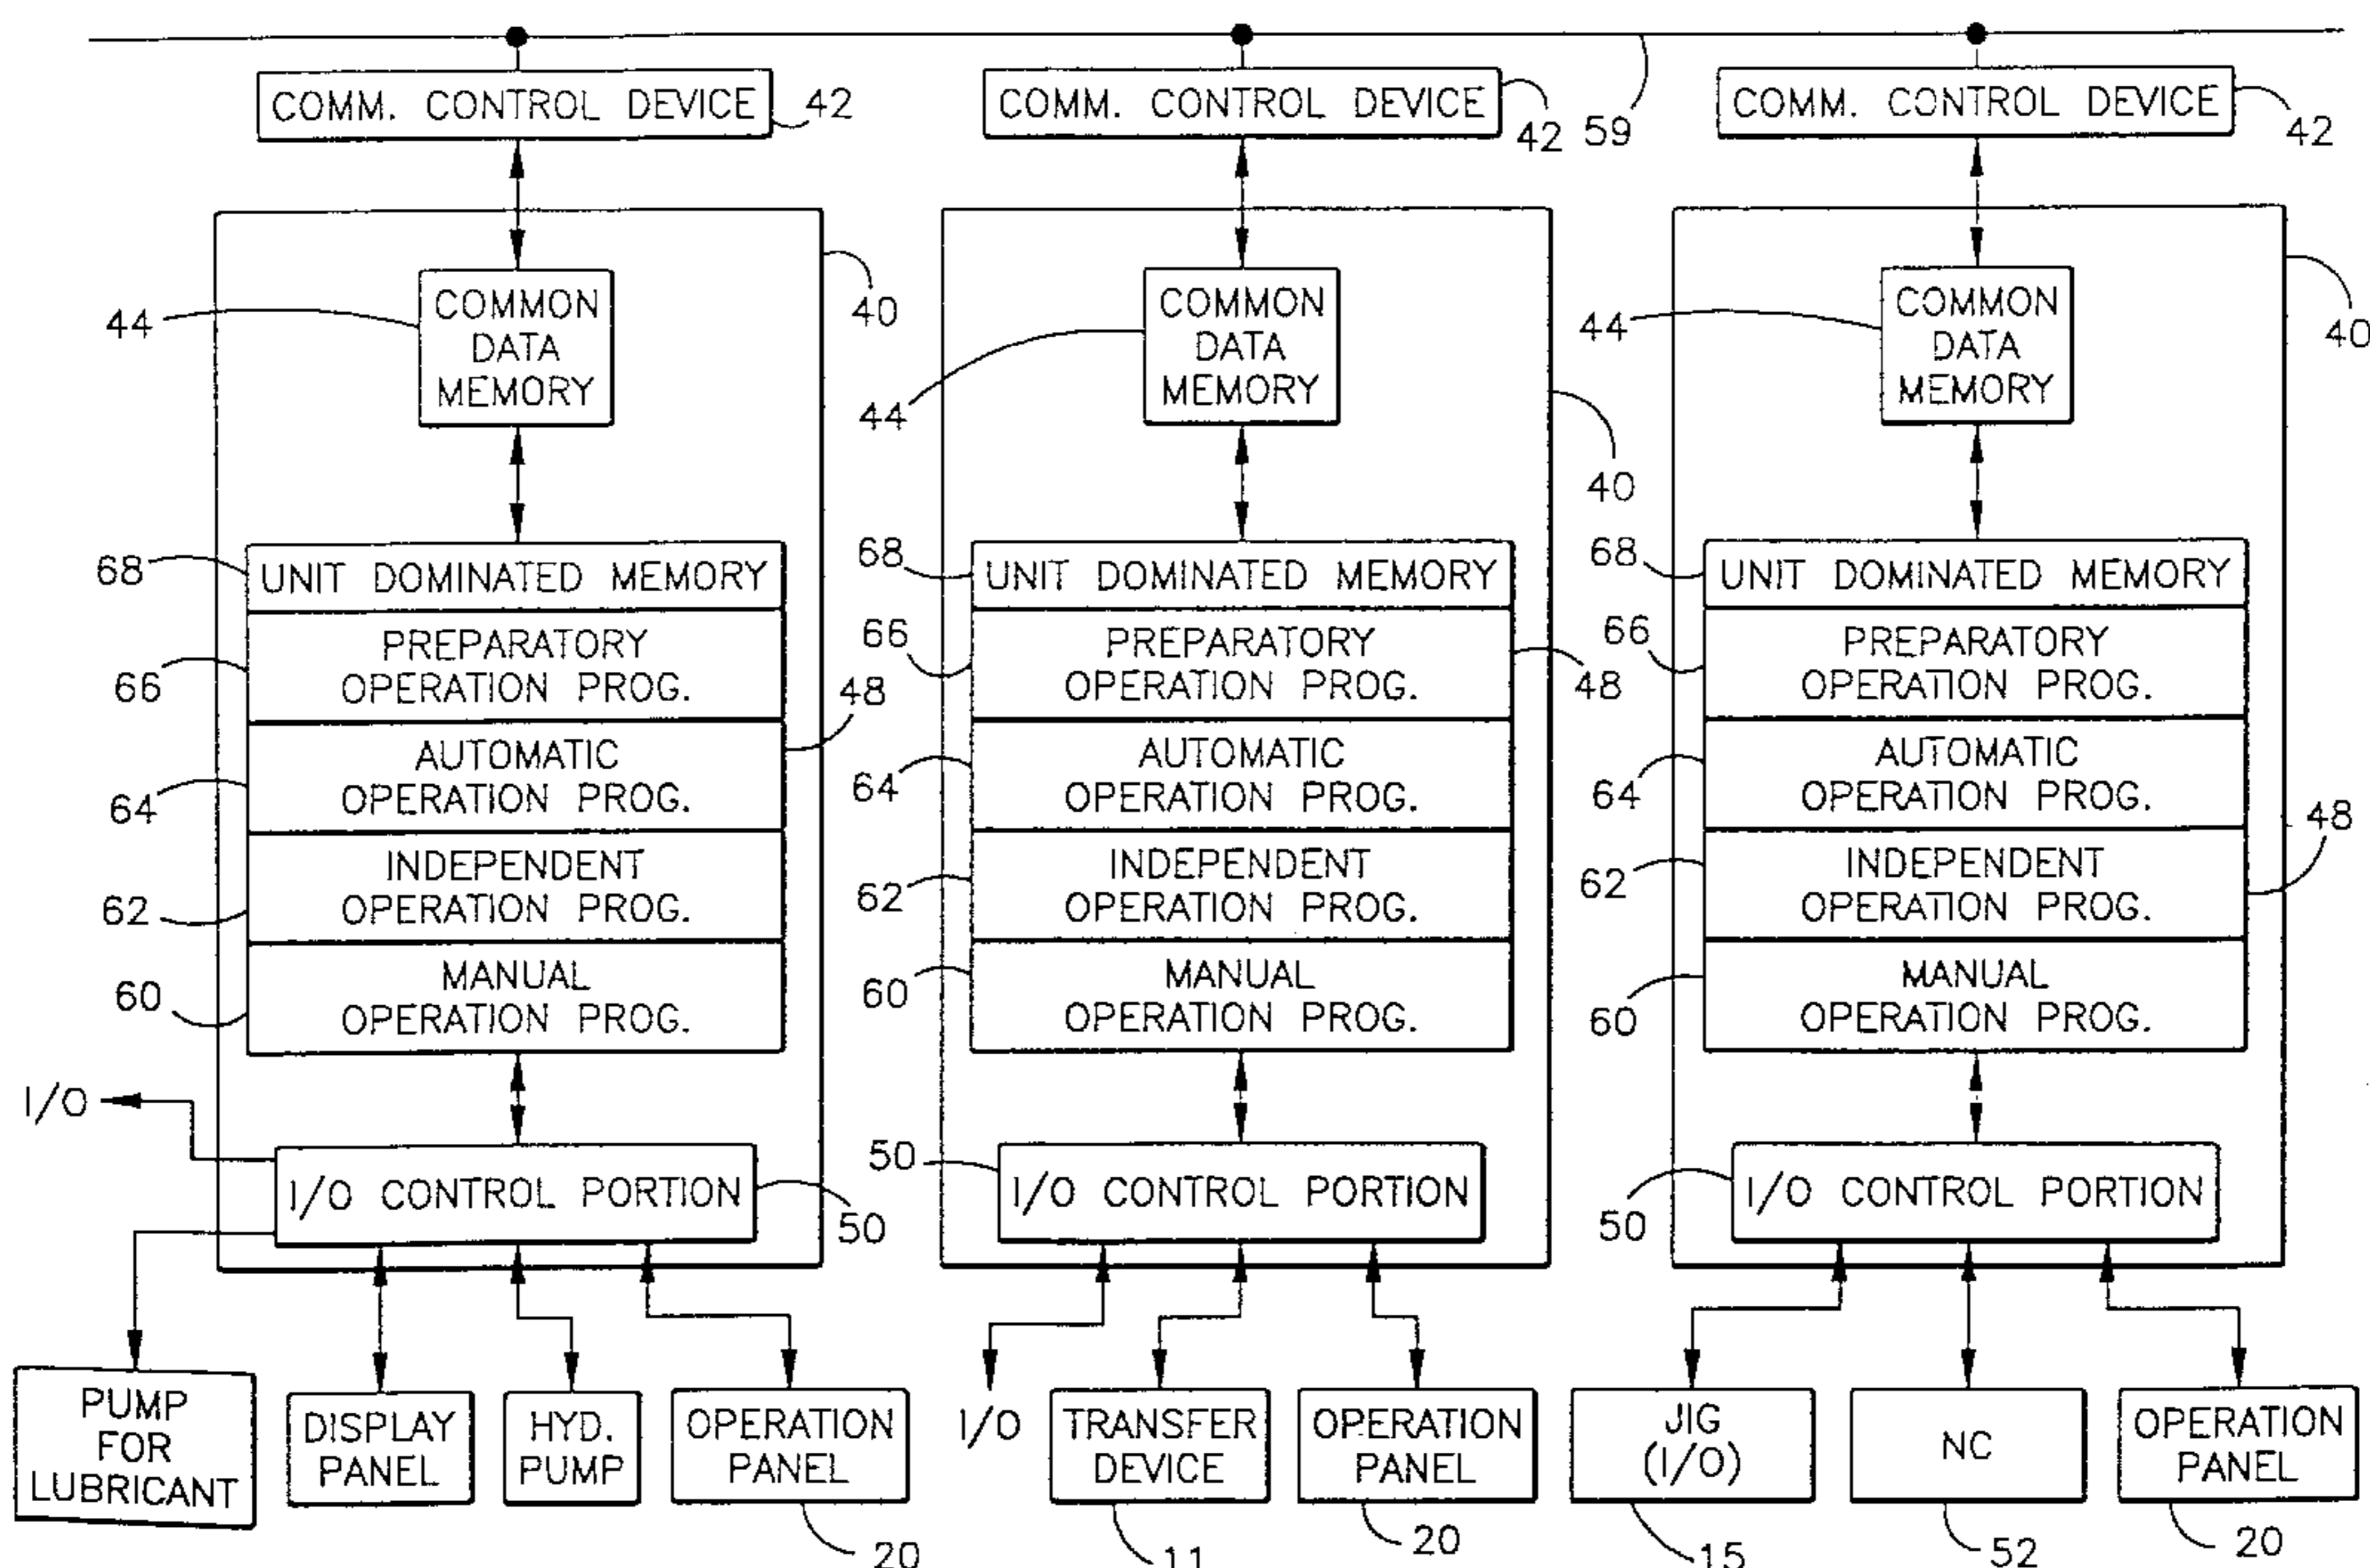 COMM. CONTROL DEVICE 42
COMM. CONTROL DEVICE 42 59
COMM. CONTROL DEVICE 42
40
44
COMMON
DATA
MEMORY
68 UNIT DOMINATED MEMORY
66
PREPARATORY
OPERATION PROG.
48
64
AUTOMATIC
OPERATION PROG.
62
INDEPENDENT
OPERATION PROG.
60
MANUAL
OPERATION PROG.
I/O
I/O CONTROL PORTION
50
PUMP
FOR
LUBRICANT
DISPLAY
PANEL
HYD.
PUMP
OPERATION
PANEL
20
44
COMMON
DATA
MEMORY
40
68 UNIT DOMINATED MEMORY
66
PREPARATORY
OPERATION PROG.
48
64
AUTOMATIC
OPERATION PROG.
62
INDEPENDENT
OPERATION PROG.
60
MANUAL
OPERATION PROG.
50
I/O CONTROL PORTION
I/O
TRANSFER
DEVICE
11
OPERATION
PANEL
20
44
COMMON
DATA
MEMORY
40
68 UNIT DOMINATED MEMORY
66
PREPARATORY
OPERATION PROG.
64
AUTOMATIC
OPERATION PROG.
48
62
INDEPENDENT
OPERATION PROG.
60
MANUAL
OPERATION PROG.
50
I/O CONTROL PORTION
JIG
(I/O)
15
NC
52
OPERATION
PANEL
20